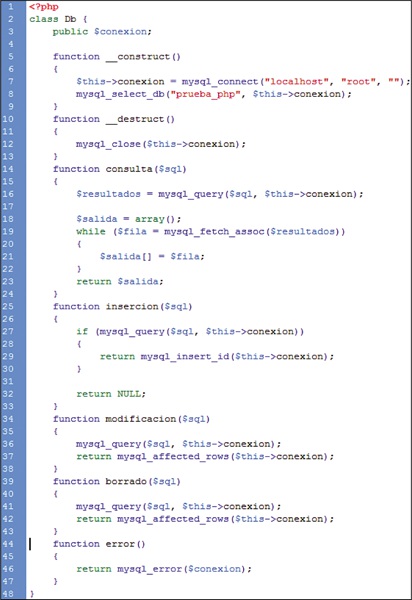 1 <?php
2 class Db {
3     public $conexion;
4
5     function __construct()
6     {
7         $this->conexion = mysql_connect("localhost", "root", "");
8         mysql_select_db("prueba_php", $this->conexion);
9     }
10     function __destruct()
11     {
12         mysql_close($this->conexion);
13     }
14     function consulta($sql)
15     {
16         $resultados = mysql_query($sql, $this->conexion);
17
18         $salida = array();
19         while ($fila = mysql_fetch_assoc($resultados))
20         {
21             $salida[] = $fila;
22         }
23         return $salida;
24     }
25     function insercion($sql)
26     {
27         if (mysql_query($sql, $this->conexion))
28         {
29             return mysql_insert_id($this->conexion);
30         }
31
32         return NULL;
33     }
34     function modificacion($sql)
35     {
36         mysql_query($sql, $this->conexion);
37         return mysql_affected_rows($this->conexion);
38     }
39     function borrado($sql)
40     {
41         mysql_query($sql, $this->conexion);
42         return mysql_affected_rows($this->conexion);
43     }
44     function error()
45     {
46         return mysql_error($conexion);
47     }
48 }